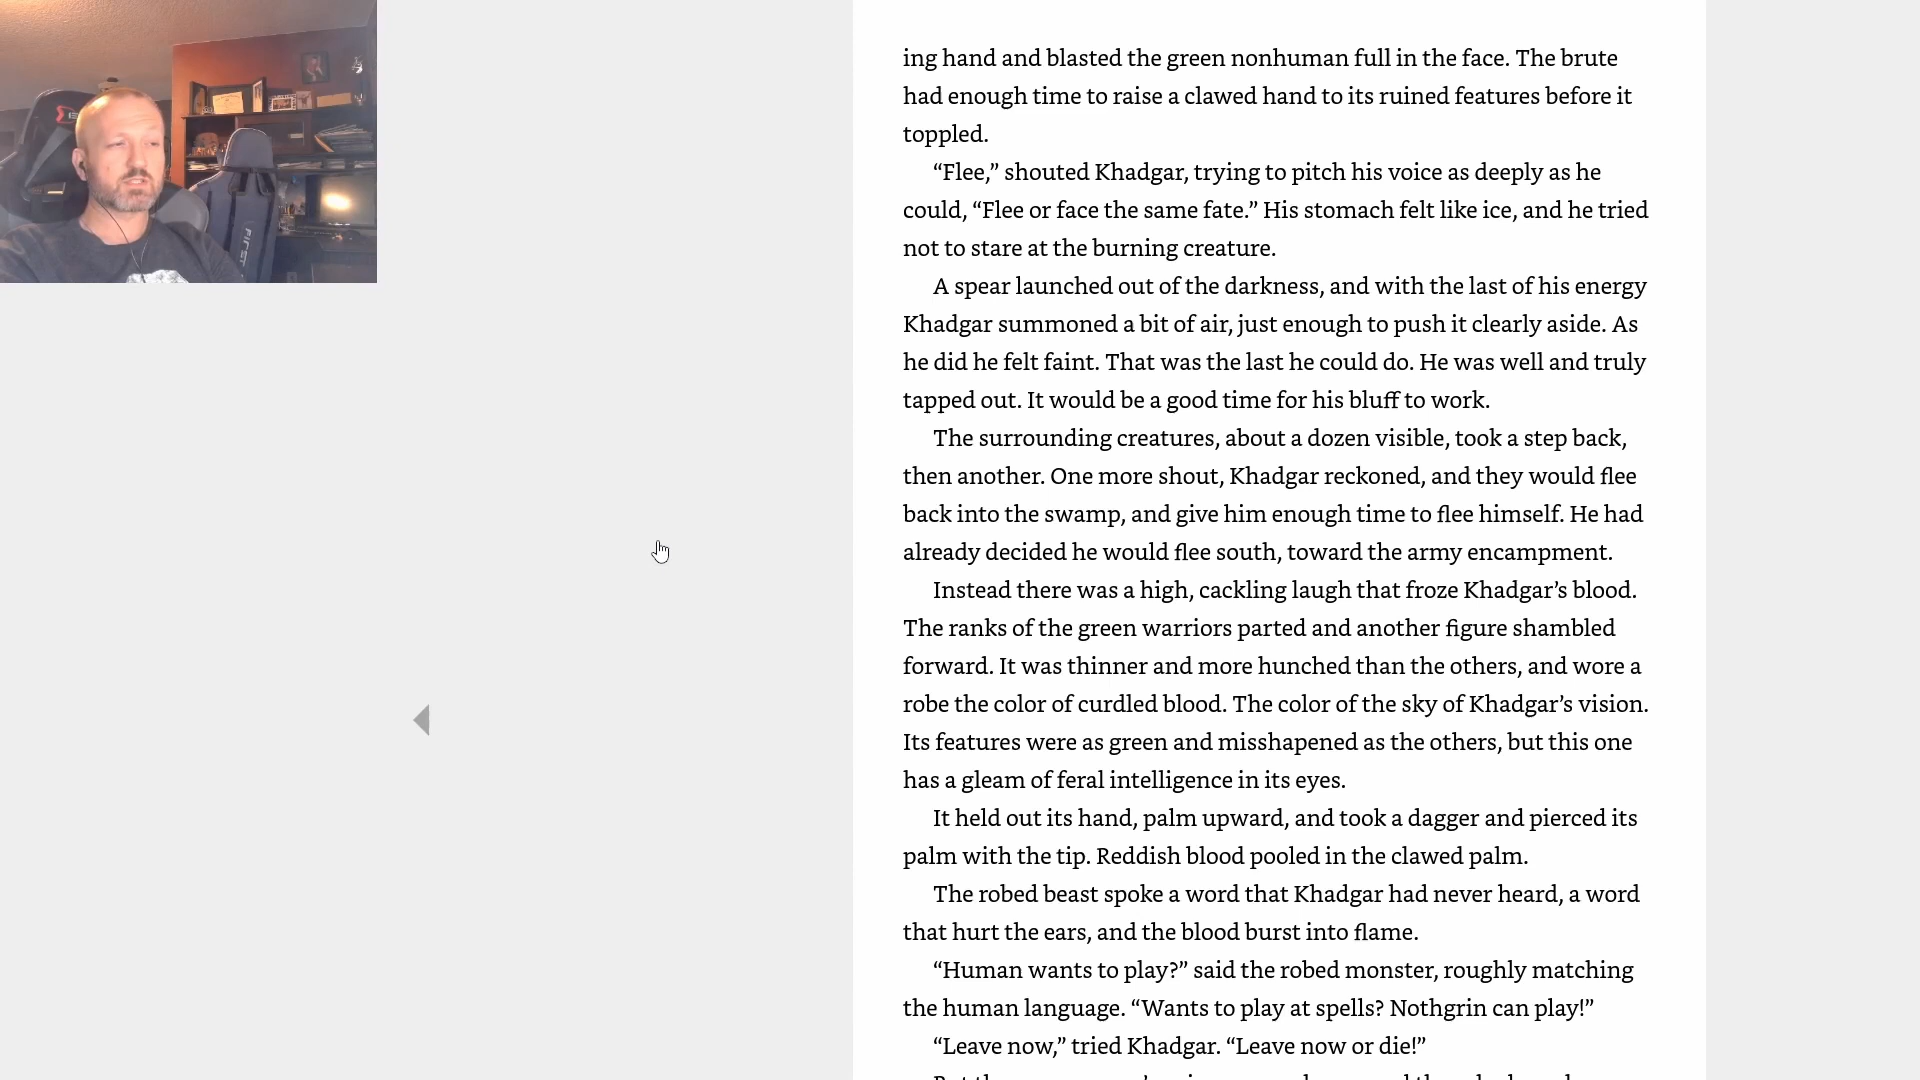 ing hand and blasted the green nonhuman full in the face. The brute
had enough time to raise a clawed hand to its ruined features before it
toppled.
“Flee,” shouted Khadgar, trying to pitch his voice as deeply as he
could, “Flee or face the same fate.” His stomach felt like ice, and he tried
not to stare at the burning creature.
A spear launched out of the darkness, and with the last of his energy
Khadgar summoned a bit of air, just enough to push it clearly aside. As
he did he felt faint. That was the last he could do. He was well and truly
tapped out. It would be a good time for his bluff to work.
The surrounding creatures, about a dozen visible, took a step back,
then another. One more shout, Khadgar reckoned, and they would flee
back into the swamp, and give him enough time to flee himself. He had
already decided he would flee south, toward the army encampment.
Instead there was a high, cackling laugh that froze Khadgar’s blood.
The ranks of the green warriors parted and another figure shambled
forward. It was thinner and more hunched than the others, and wore a
robe the color of curdled blood. The color of the sky of Khadgar’s vision.
Its features were as green and misshapened as the others, but this one
has a gleam of feral intelligence in its eyes.
It held out its hand, palm upward, and took a dagger and pierced its
palm with the tip. Reddish blood pooled in the clawed palm.
The robed beast spoke a word that Khadgar had never heard, a word
that hurt the ears, and the blood burst into flame.
“Human wants to play?” said the robed monster, roughly matching
the human language. “Wants to play at spells? Nothgrin can play!”
“Leave now,” tried Khadgar. “Leave now or die!”